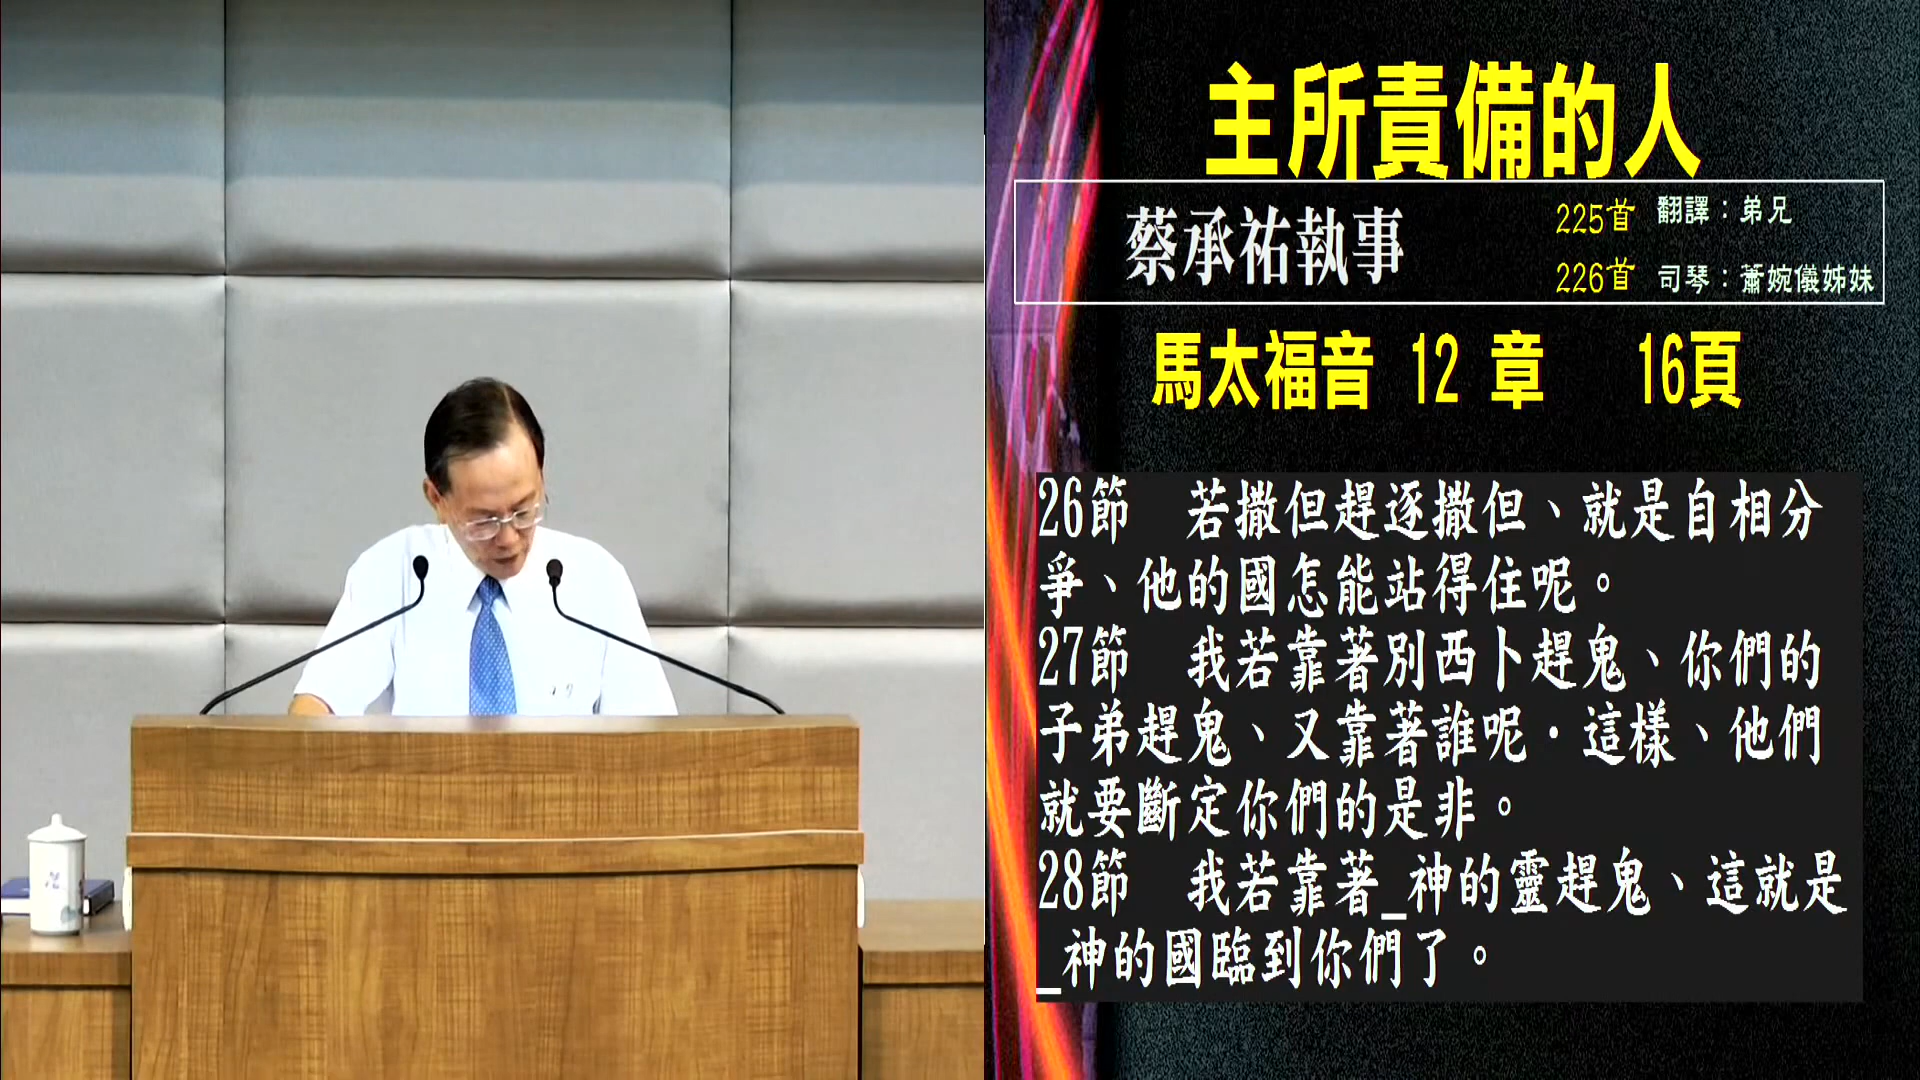 主所責備的人
蔡承祐執事
225首 翻譯：弟兄
226首 司琴：蕭婉儀姊妹
馬太福音 12 章 16頁
26節 若撒但趕逐撒但、就是自相分
爭、他的國怎能站得住呢。
27節 我若靠著別西卜趕鬼、你們的
子弟趕鬼、又靠著誰呢．這樣、他們
就要斷定你們的是非。
28節 我若靠著_神的靈趕鬼、這就是
_神的國臨到你們了。